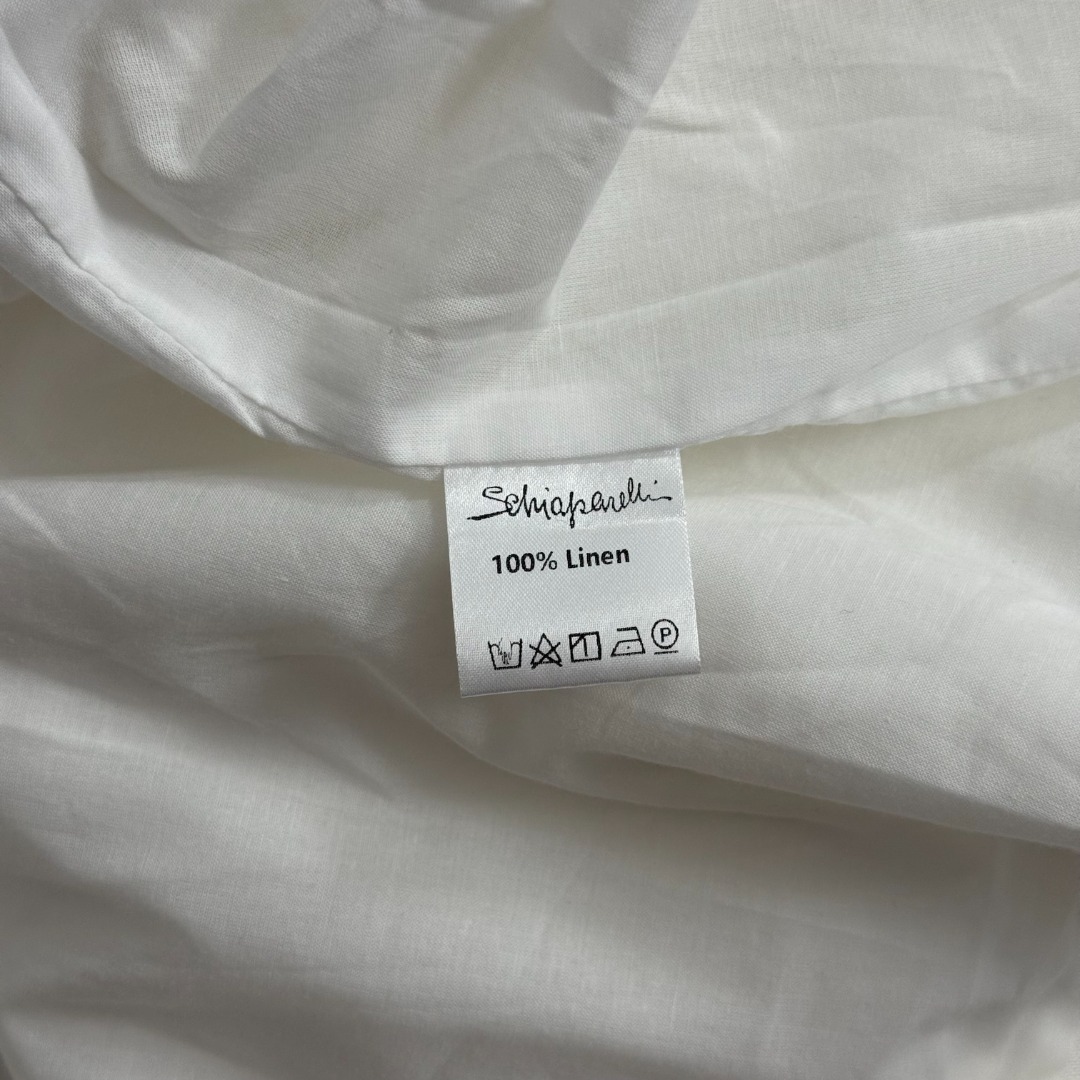 Schiaparelli
100% Linen
P